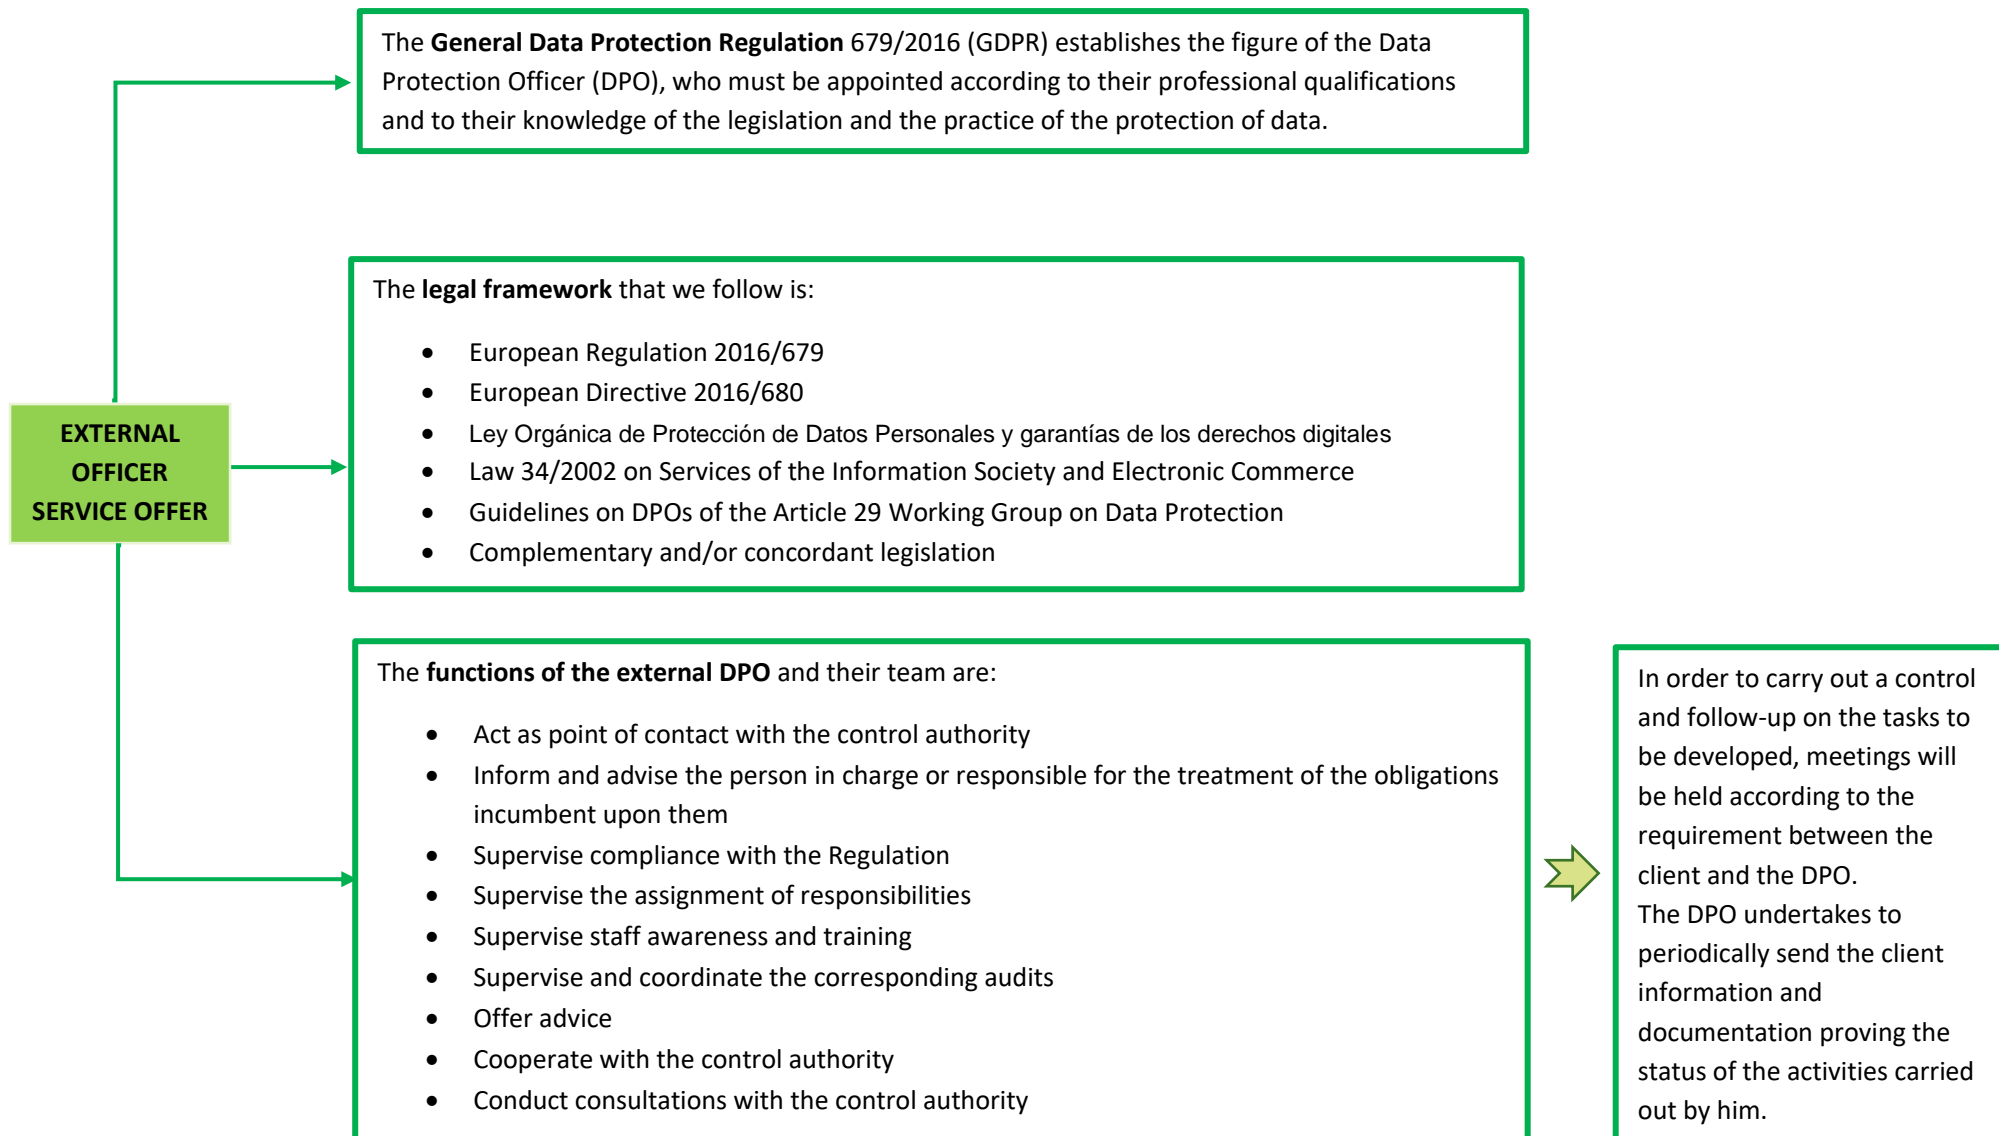 The General Data Protection Regulation 679/2016 (GDPR) establishes the figure of the Data
Protection Officer (DPO), who must be appointed according to their professional qualifications
and to their knowledge of the legislation and the practice of the protection of data.
EXTERNAL
OFFICER
SERVICE OFFER
The legal framework that we follow is:
• European Regulation 2016/679
• European Directive 2016/680
• Ley Orgánica de Protección de Datos Personales y garantías de los derechos digitales
• Law 34/2002 on Services of the Information Society and Electronic Commerce
• Guidelines on DPOs of the Article 29 Working Group on Data Protection
• Complementary and/or concordant legislation
The functions of the external DPO and their team are:
• Act as point of contact with the control authority
• Inform and advise the person in charge or responsible for the treatment of the obligations
incumbent upon them
• Supervise compliance with the Regulation
• Supervise the assignment of responsibilities
• Supervise staff awareness and training
• Supervise and coordinate the corresponding audits
• Offer advice
• Cooperate with the control authority
• Conduct consultations with the control authority
In order to carry out a control
and follow-up on the tasks to
be developed, meetings will
be held according to the
requirement between the
client and the DPO.
The DPO undertakes to
periodically send the client
information and
documentation proving the
status of the activities carried
out by him.